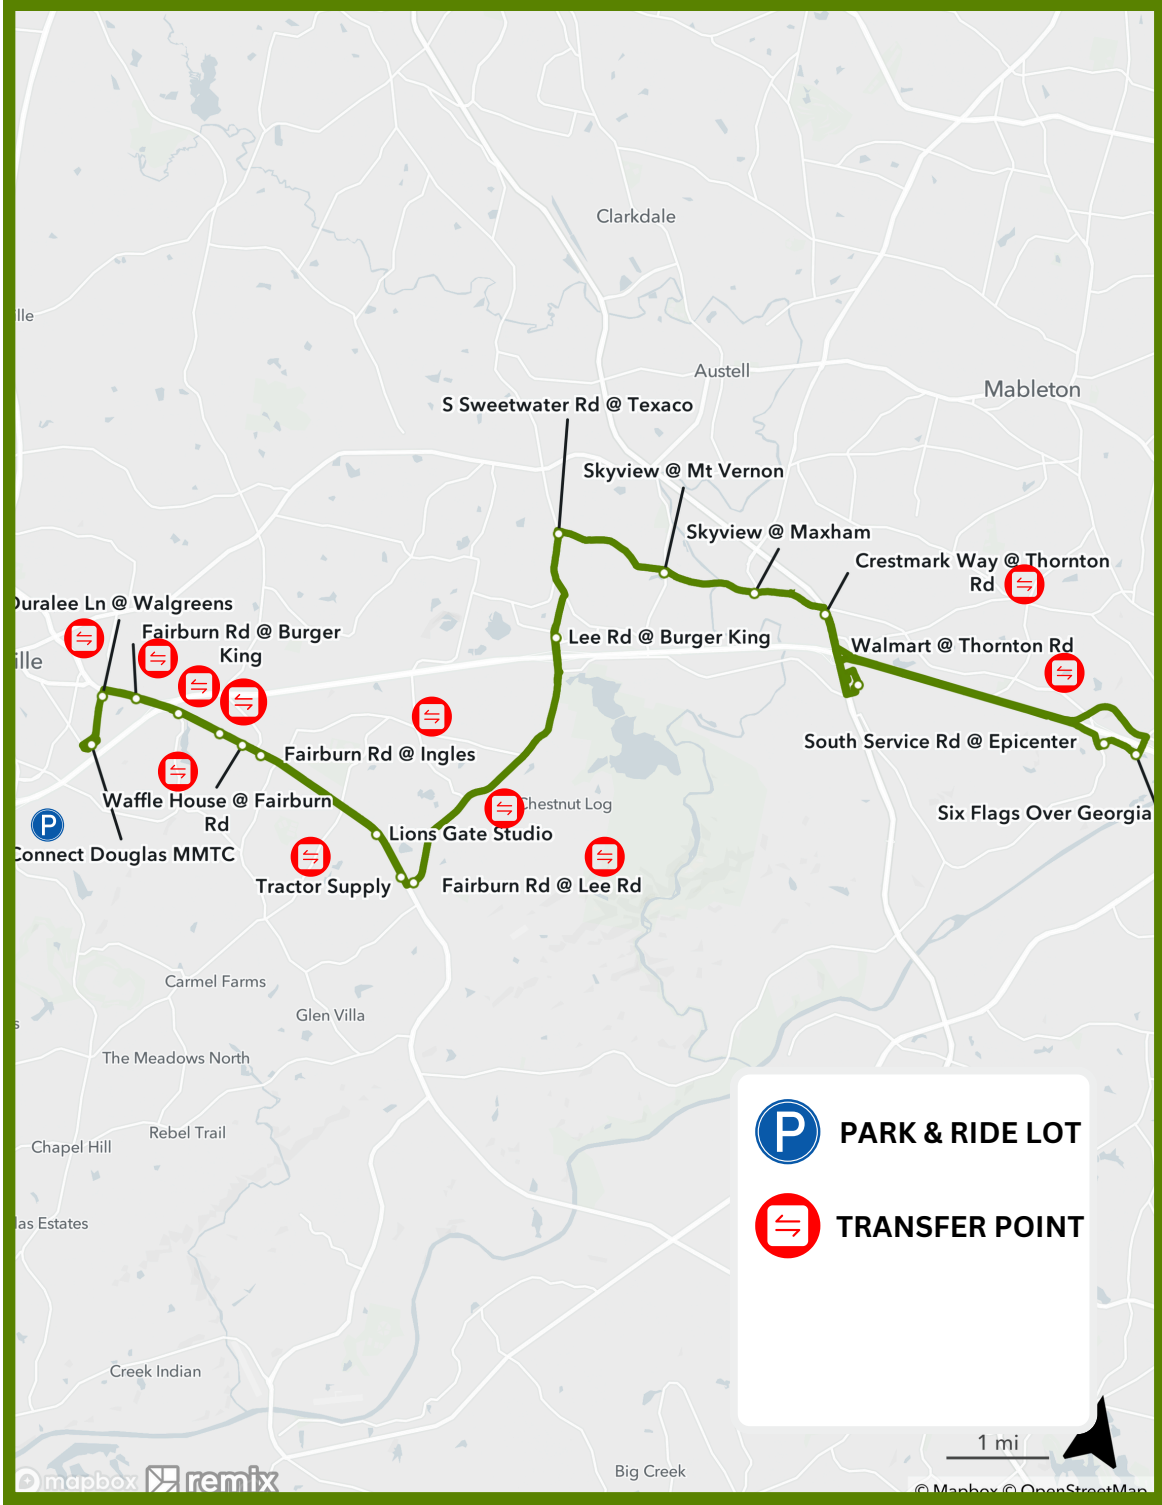 Clarkdale
lle
Austell
Mableton
S Sweetwater Rd @ Texaco
Skyview @ Mt Vernon
Skyview @ Maxham
Crestmark Way @ Thornton
Rd
Duralee Ln @ Walgreens
Fairburn Rd @ Burger
King
Lee Rd @ Burger King
Walmart @ Thornton Rd
ille
Fairburn Rd @ Ingles
South Service Rd @ Epicenter
Waffle House @ Fairburn
Rd
Chestnut Log
Six Flags Over Georgia
P
Lions Gate Studio
Connect Douglas MMTC
Tractor Supply
Fairburn Rd @ Lee Rd
Carmel Farms
Glen Villa
s
The Meadows North
Rebel Trail
Chapel Hill
las Estates
P PARK & RIDE LOT
TRANSFER POINT
Creek Indian
1 mi
Big Creek
mapbox remix
© Mapbox © OpenStreetMap